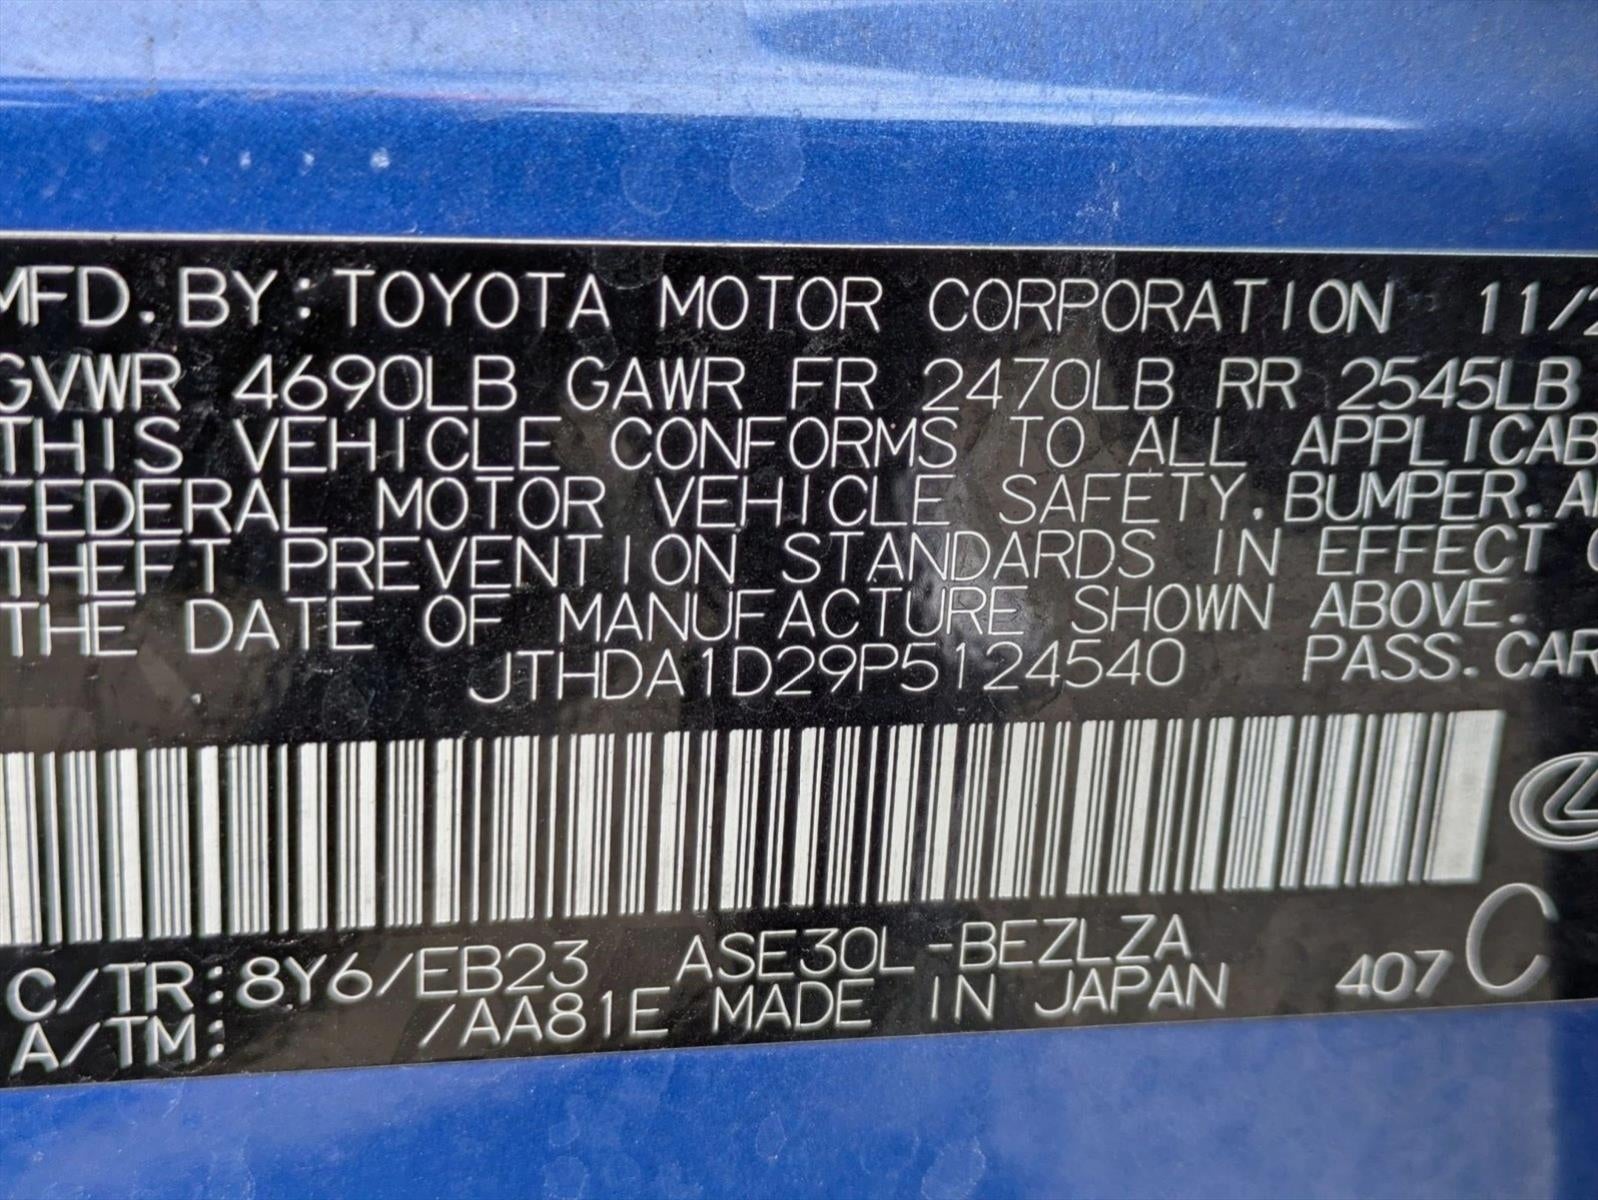 MFD. BY: TOYOTA MOTOR CORPORATION 11/2
GVWR 4690LB GAWR FR 2470LB RR 2545LB
THIS VEHICLE CONFORMS TO ALL APPLICAB
FEDERAL MOTOR VEHICLE SAFETY. BUMPER. A
THEFT PREVENTION STANDARDS IN EFFECT O
THE DATE OF MANUFACTURE SHOWN ABOVE.
JTHDA1D29P5124540 PASS. CAR
C/TR: 8Y6/EB23 ASE30L-BEZLZA 407 C
A/TM: /AA81E MADE IN JAPAN